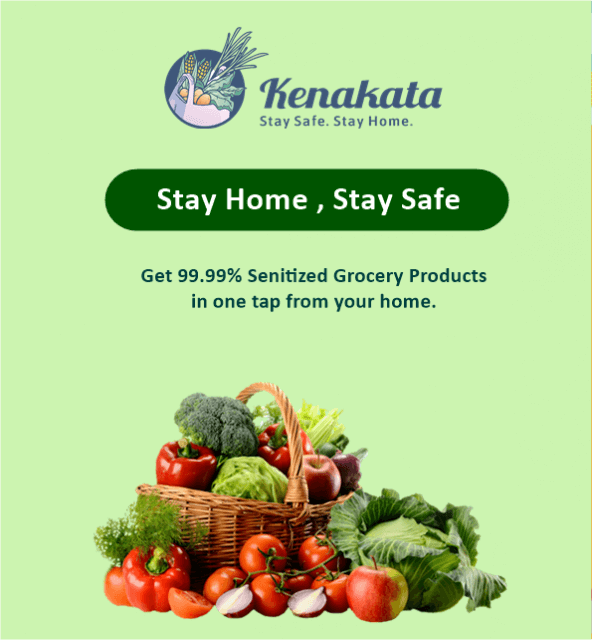 Kenakata
Stay Safe. Stay Home.
Stay Home , Stay Safe
Get 99.99% Senitized Grocery Products
in one tap from your home.